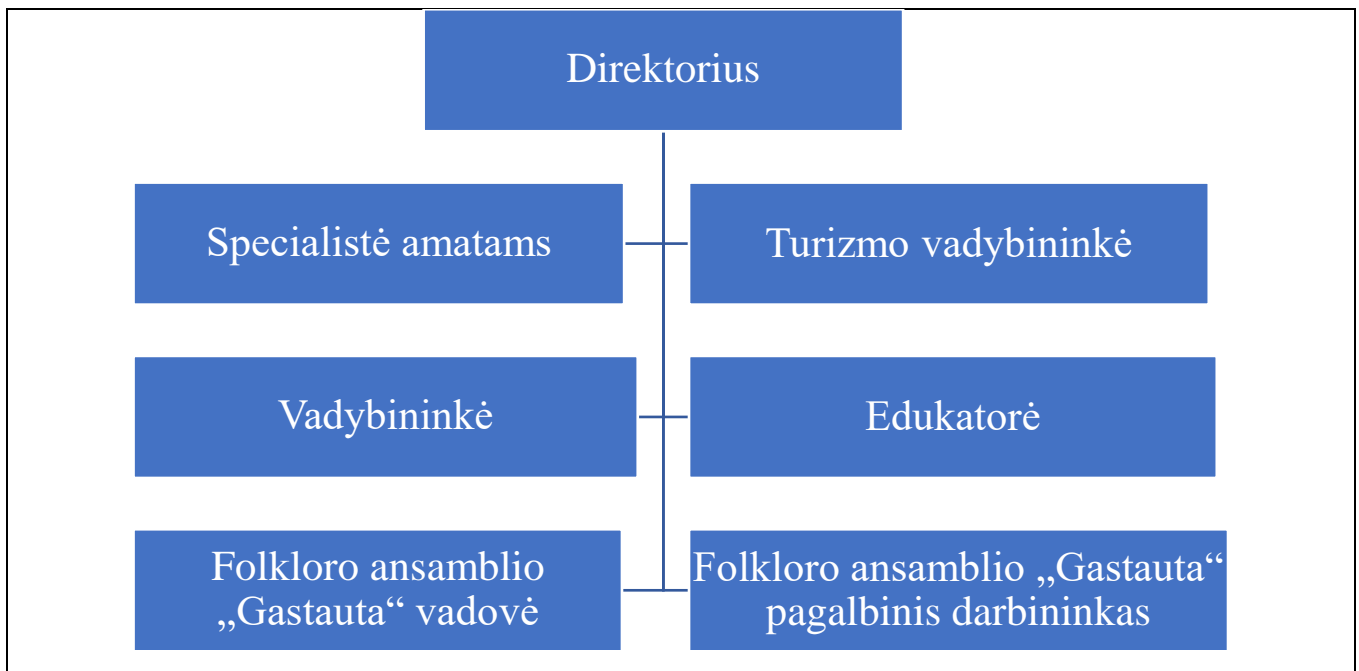 Direktorius
Specialistė amatams
Turizmo vadybininkė
Vadybininkė
Edukatorė
Folkloro ansamblio
„Gastauta“ vadovė
Folkloro ansamblio „Gastauta“
pagalbinis darbininkas